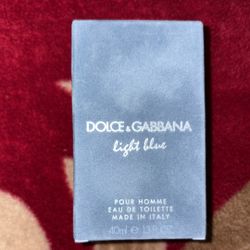 DOLCE & GABBANA
light blue
POUR HOMME
EAU DE TOILETTE
MADE IN ITALY
40ml ℮ 1.3 FL.OZ.